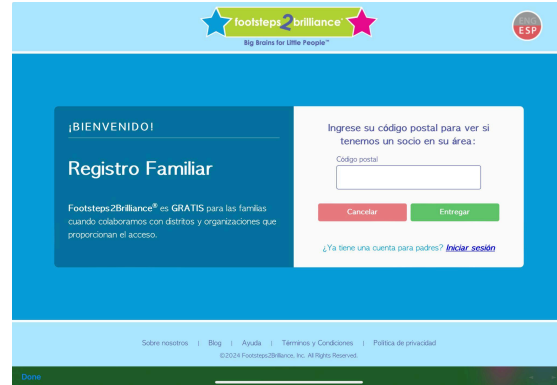 footsteps2brilliance™
Big Brains for Little People™
ENG
ESP
¡BIENVENIDO!
Registro Familiar
Footsteps2Brilliance® es GRATIS para las familias
cuando colaboramos con distritos y organizaciones que
proporcionan el acceso.
Ingrese su código postal para ver si
tenemos un socio en su área:
Código postal
Cancelar
Entregar
¿Ya tiene una cuenta para padres? Iniciar sesión
Sobre nosotros | Blog | Ayuda | Términos y Condiciones | Política de privacidad
©2024 Footsteps2Brilliance, Inc. All Rights Reserved.
Done